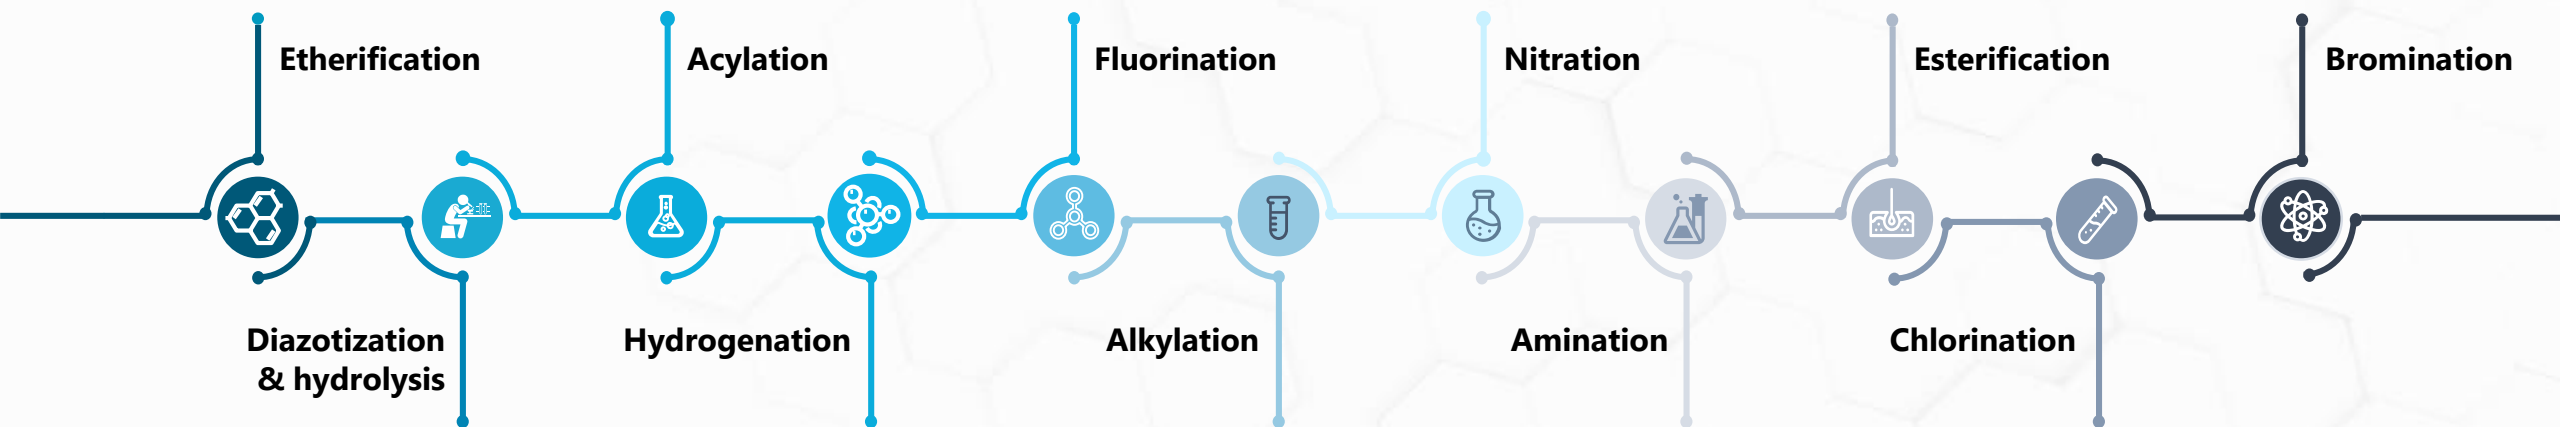 Etherification
Acylation
Fluorination
Nitration
Esterification
Bromination
Diazotization
& hydrolysis
Hydrogenation
Alkylation
Amination
Chlorination